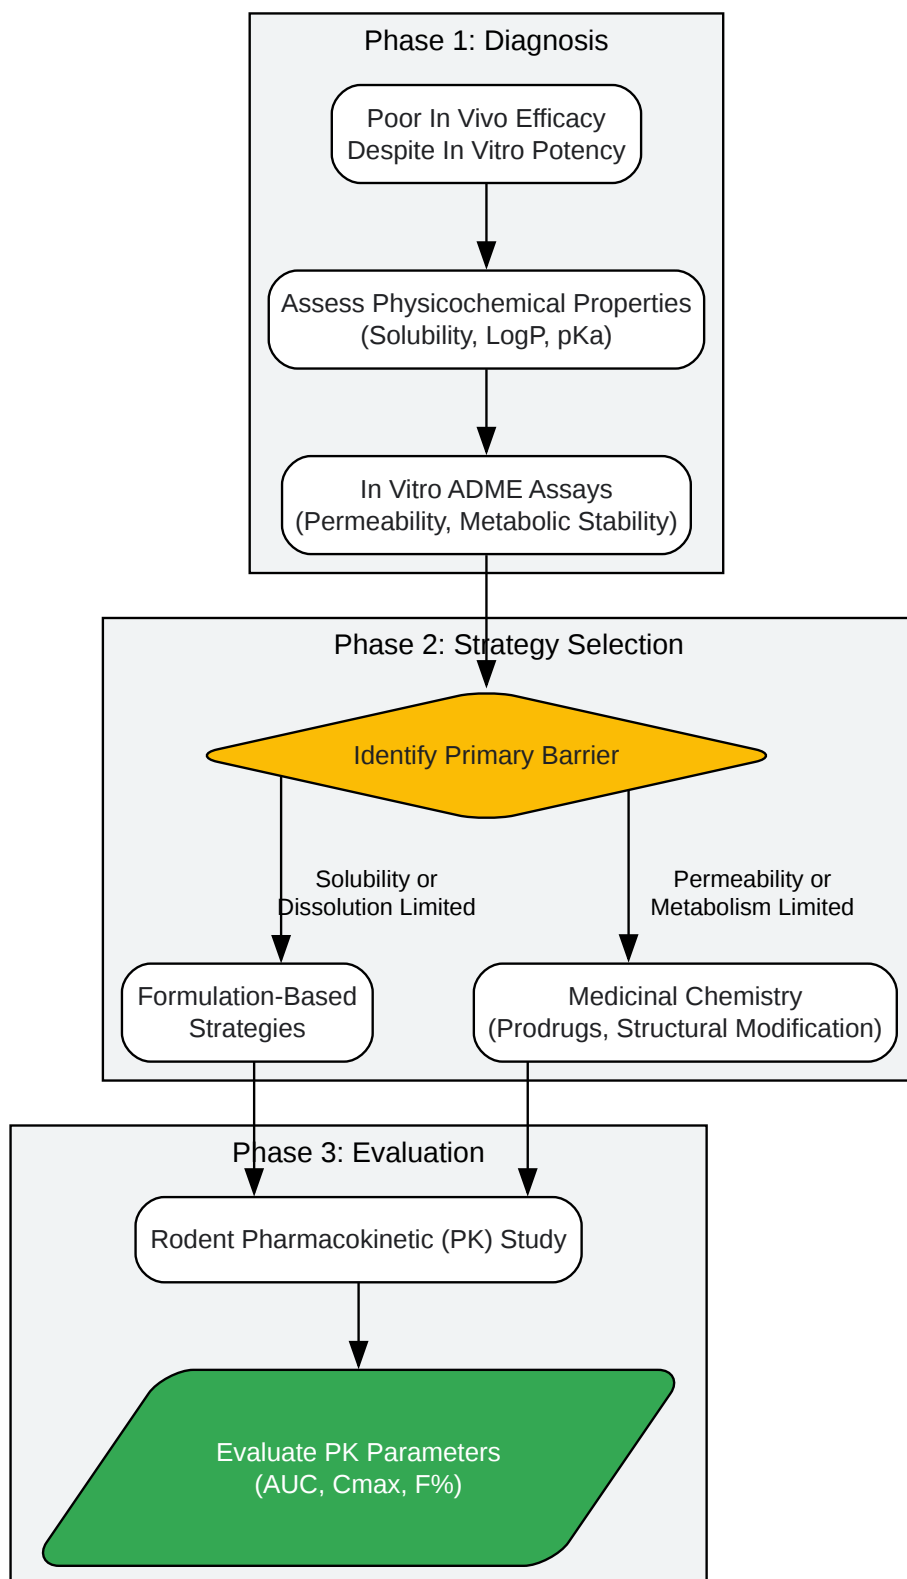 Phase 1: Diagnosis
Poor In Vivo Efficacy
Despite In Vitro Potency
Assess Physicochemical Properties
(Solubility, LogP, pKa)
In Vitro ADME Assays
(Permeability, Metabolic Stability)
Phase 2: Strategy Selection
Identify Primary Barrier
Solubility or
Dissolution Limited
Permeability or
Metabolism Limited
Formulation-Based
Strategies
Medicinal Chemistry
(Prodrugs, Structural Modification)
Phase 3: Evaluation
Rodent Pharmacokinetic (PK) Study
Evaluate PK Parameters
(AUC, Cmax, F%)